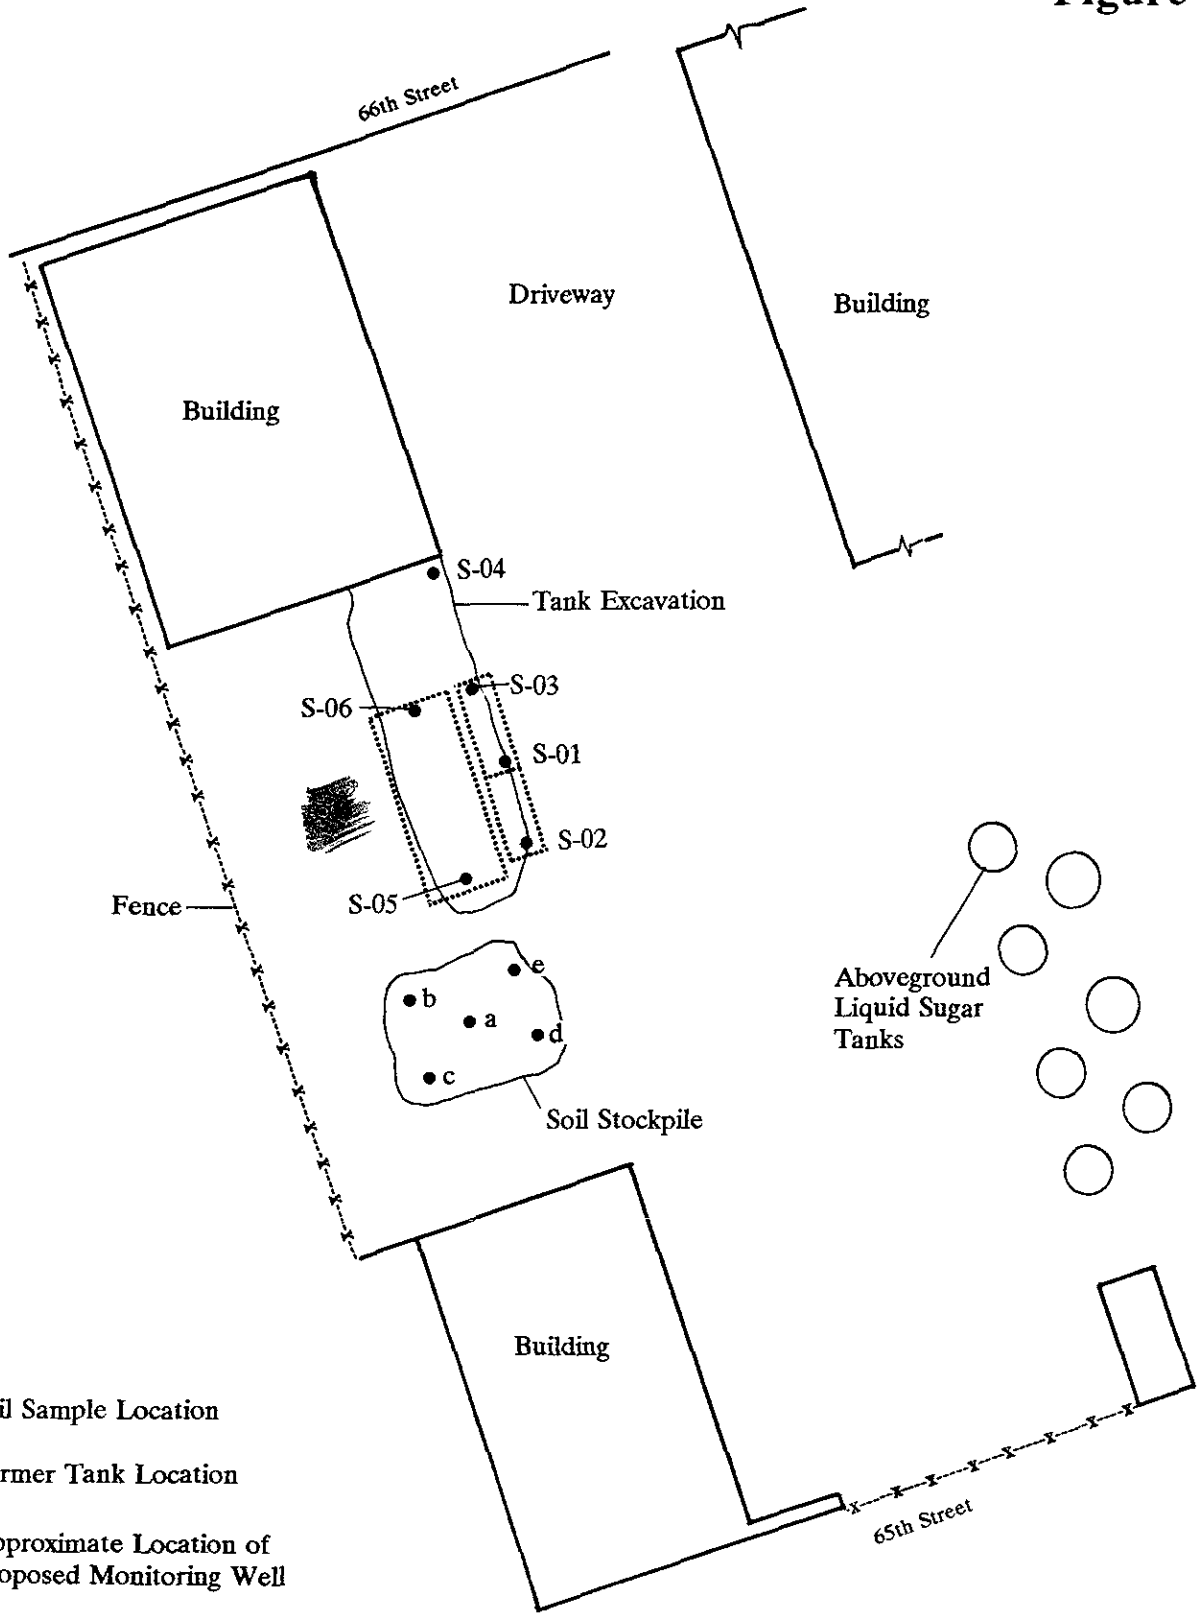 Figure
66th Street
Driveway
Building
Building
S-04
Tank Excavation
S-03
S-06
S-01
S-02
S-05
Fence
e
b
a
d
c
Aboveground
Liquid Sugar
Tanks
Soil Stockpile
Building
il Sample Location
rmer Tank Location
proximate Location of
oposed Monitoring Well
65th Street